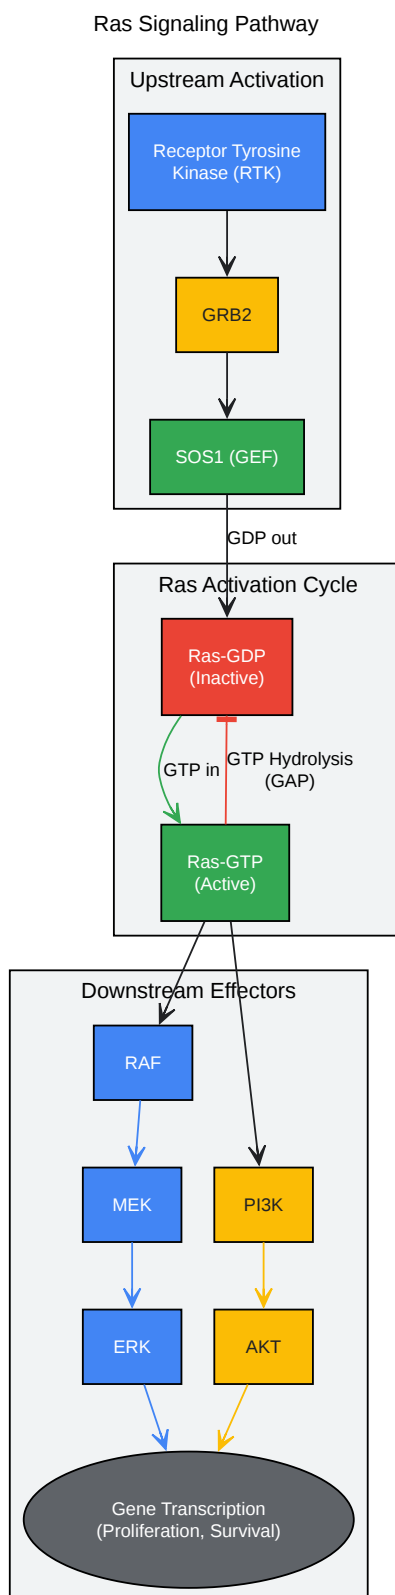 Ras Signaling Pathway
Upstream Activation
Receptor Tyrosine
Kinase (RTK)
GRB2
SOS1 (GEF)
GDP out
Ras Activation Cycle
Ras-GDP
(Inactive)
GTP in
GTP Hydrolysis
(GAP)
Ras-GTP
(Active)
Downstream Effectors
RAF
MEK
PI3K
ERK
AKT
Gene Transcription
(Proliferation, Survival)